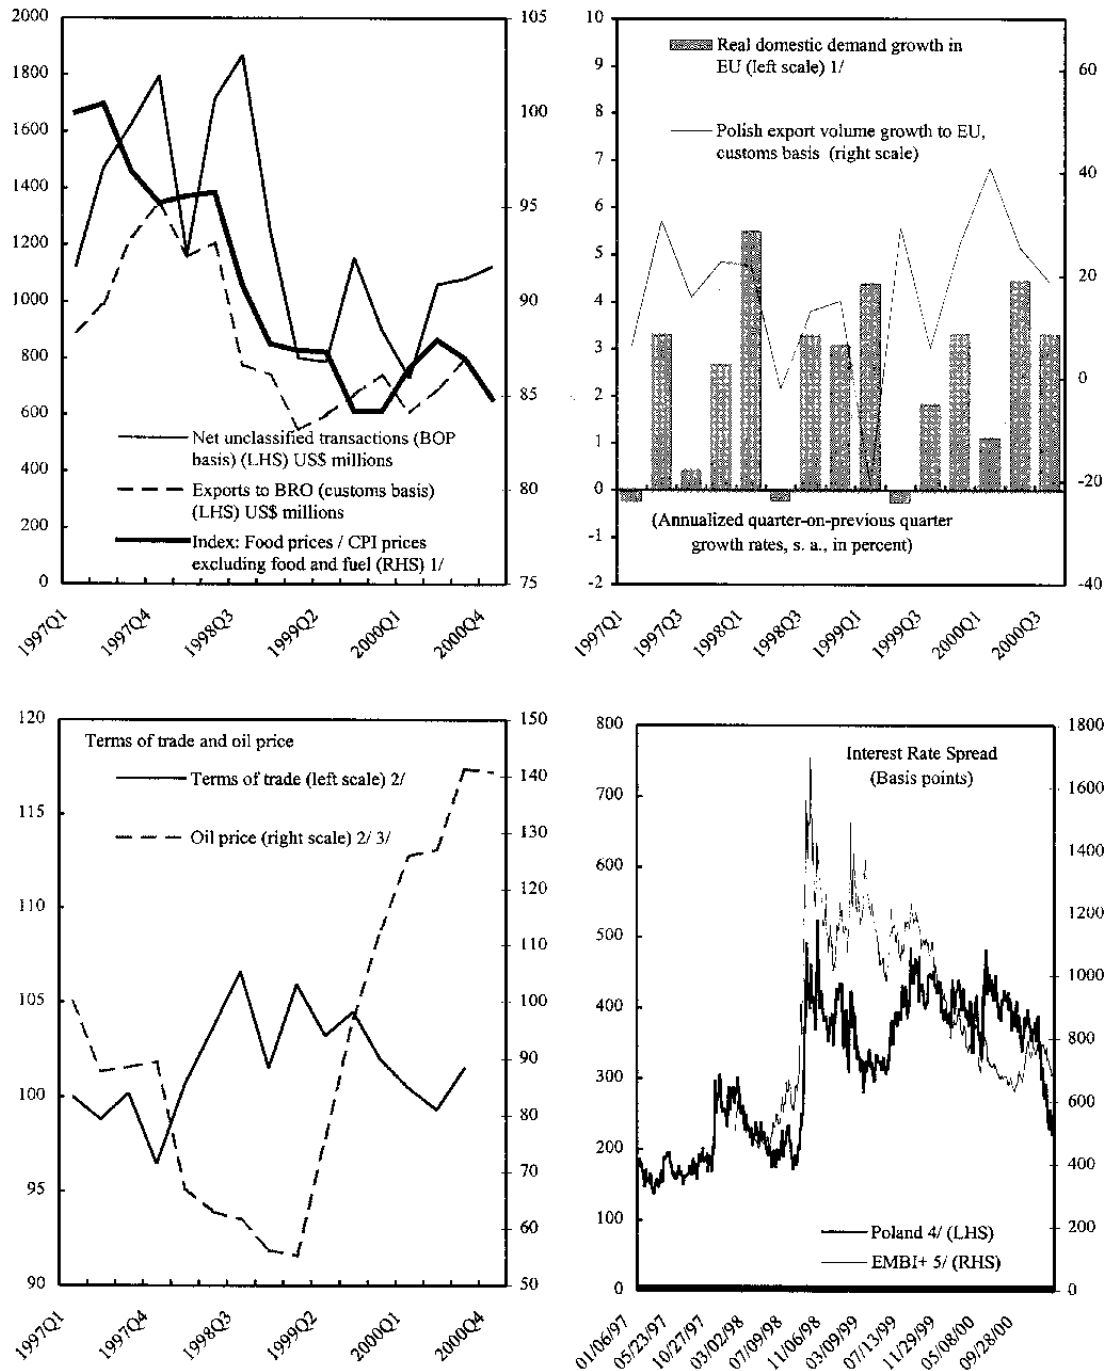 2000
1800
1600
1400
1200
1000
800
600
400
200
0
105
100
95
90
85
80
75
Net unclassified transactions (BOP
basis) (LHS) US$ millions
Exports to BRO (customs basis)
(LHS) US$ millions
Index: Food prices / CPI prices
excluding food and fuel (RHS) 1/
1997Q1
1997Q4
1998Q3
1999Q2
2000Q1
2000Q4
10
9
8
7
6
5
4
3
2
1
0
-1
-2
60
40
20
0
-20
-40
Real domestic demand growth in
EU (left scale) 1/
Polish export volume growth to EU,
customs basis (right scale)
(Annualized quarter-on-previous quarter
growth rates, s. a., in percent)
1997Q1
1997Q3
1998Q1
1998Q3
1999Q1
1999Q3
2000Q1
2000Q3
120
115
110
105
100
95
90
150
140
130
120
110
100
90
80
70
60
50
Terms of trade and oil price
Terms of trade (left scale) 2/
Oil price (right scale) 2/ 3/
1997Q1
1997Q4
1998Q3
1999Q2
2000Q1
2000Q4
800
700
600
500
400
300
200
100
0
1800
1600
1400
1200
1000
800
600
400
200
0
Interest Rate Spread
(Basis points)
Poland 4/ (LHS)
EMBI+ 5/ (RHS)
01/06/97
05/23/97
10/27/97
03/02/98
07/09/98
11/06/98
03/09/99
07/13/99
11/29/99
05/08/00
09/28/00